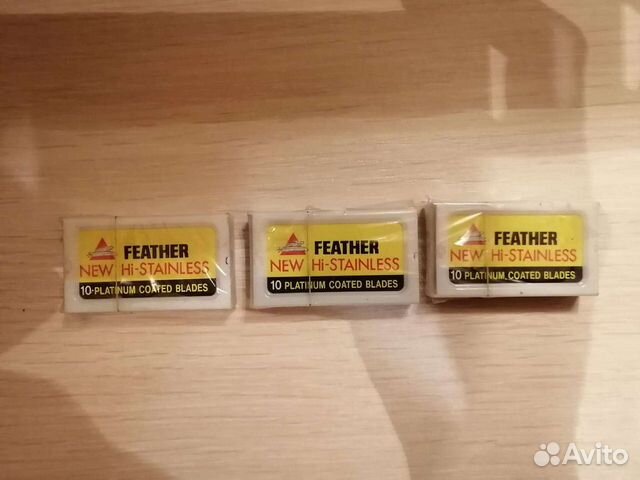 FEATHER
NEW Hi-STAINLESS
10-PLATINUM COATED BLADES
FEATHER
NEW Hi-STAINLESS
10 PLATINUM COATED BLADES
FEATHER
NEW Hi-STAINLESS
10 PLATINUM COATED BLADES
Avito